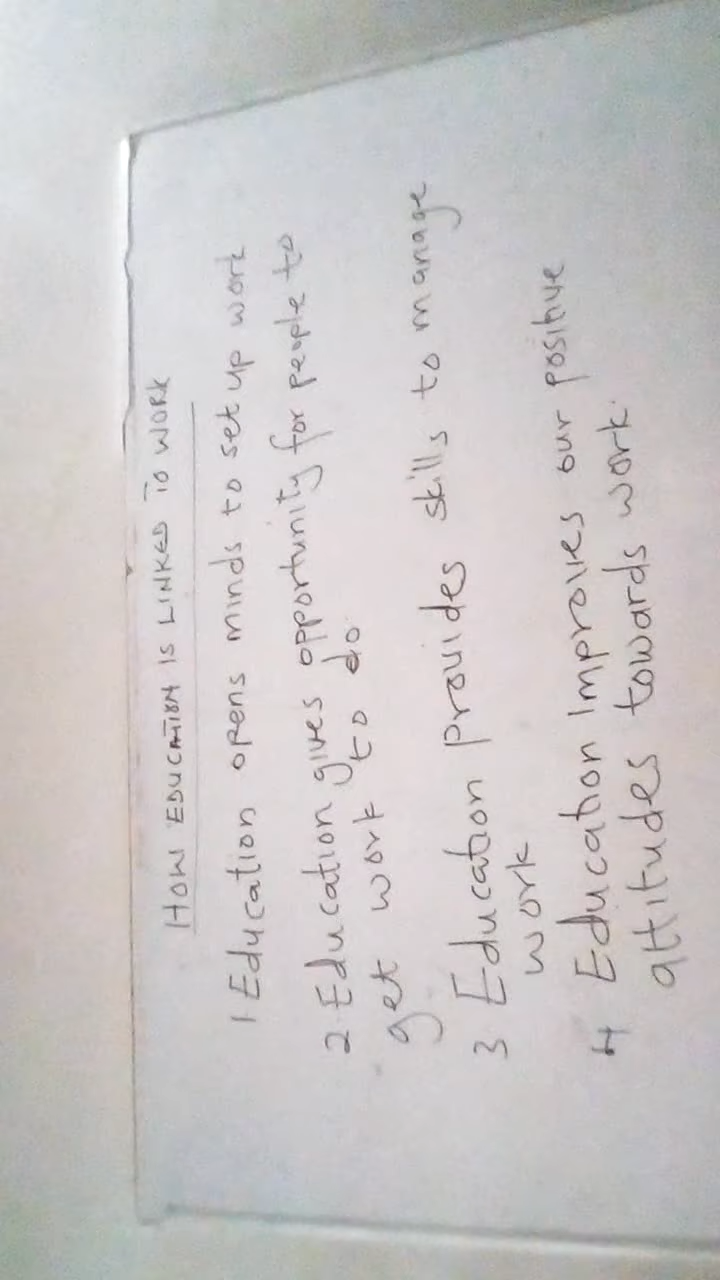 HOW EDUCATION IS LINKED TO WORK
1 Education opens minds to set up work
2 Education gives opportunity for people to
get work to do
3 Education provides skills to manage
work
4 Education Improves our positive
attitudes towards work.